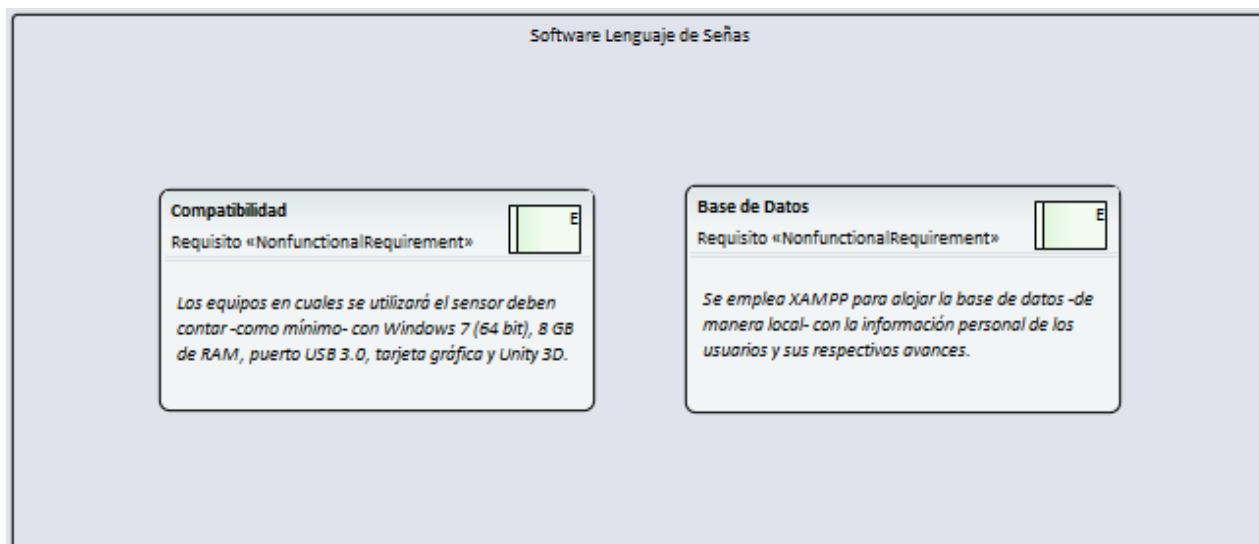 Software Lenguaje de Señas
Compatibilidad
E
Requisito «NonfunctionalRequirement»
Los equipos en cuales se utilizará el sensor deben
contar -como mínimo- con Windows 7 (64 bit), 8 GB
de RAM, puerto USB 3.0, tarjeta gráfica y Unity 3D.
Base de Datos
E
Requisito «NonfunctionalRequirement»
Se emplea XAMPP para alojar la base de datos -de
manera local- con la información personal de los
usuarios y sus respectivos avances.